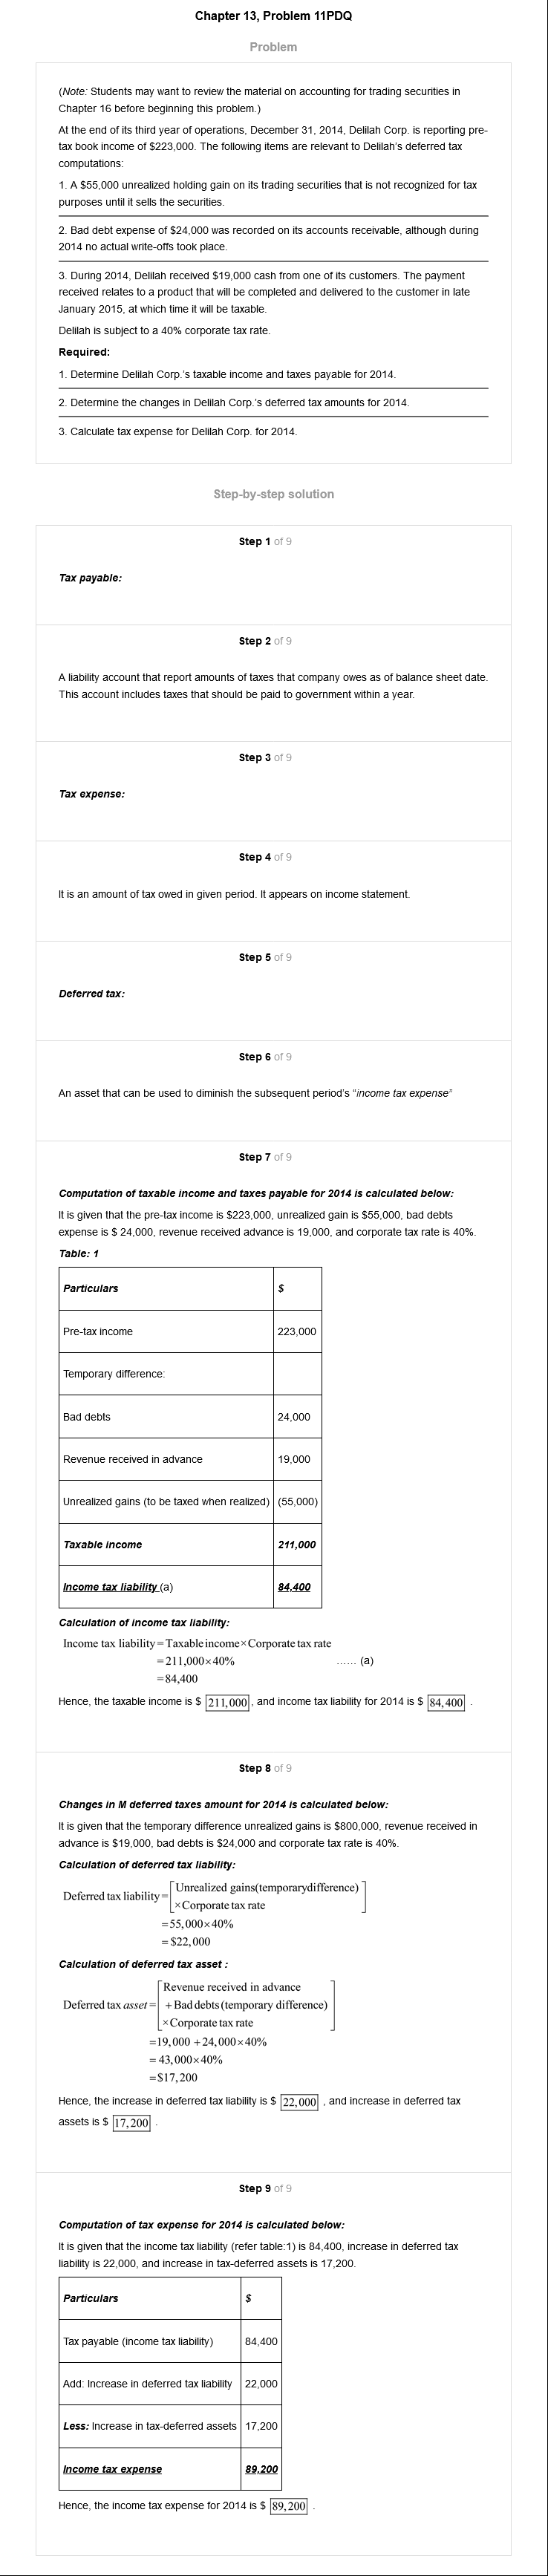 Chapter 13, Problem 11PDQ
Problem
(Note: Students may want to review the material on accounting for trading securities in
Chapter 16 before beginning this problem.)
At the end of its third year of operations, December 31, 2014, Delilah Corp. is reporting pre-
tax book income of $223,000. The following items are relevant to Delilah's deferred tax
computations:
1. A $55,000 unrealized holding gain on its trading securities that is not recognized for tax
purposes until it sells the securities.
2. Bad debt expense of $24,000 was recorded on its accounts receivable, although during
2014 no actual write-offs took place.
3. During 2014, Delilah received $19,000 cash from one of its customers. The payment
received relates to a product that will be completed and delivered to the customer in late
January 2015, at which time it will be taxable.
Delilah is subject to a 40% corporate tax rate.
Required:
1. Determine Delilah Corp.'s taxable income and taxes payable for 2014.
2. Determine the changes in Delilah Corp.'s deferred tax amounts for 2014.
3. Calculate tax expense for Delilah Corp. for 2014.
Step-by-step solution
Step 1 of 9
Tax payable:
Step 2 of 9
A liability account that report amounts of taxes that company owes as of balance sheet date.
This account includes taxes that should be paid to government within a year.
Step 3 of 9
Tax expense:
Step 4 of 9
It is an amount of tax owed in given period. It appears on income statement.
Step 5 of 9
Deferred tax:
Step 6 of 9
An asset that can be used to diminish the subsequent period's "income tax expense"
Step 7 of 9
Computation of taxable income and taxes payable for 2014 is calculated below:
It is given that the pre-tax income is $223,000, unrealized gain is $55,000, bad debts
expense is $ 24,000, revenue received advance is 19,000, and corporate tax rate is 40%.
Table: 1
Particulars $
Pre-tax income 223,000
Temporary difference:
Bad debts 24,000
Revenue received in advance 19,000
Unrealized gains (to be taxed when realized) (55,000)
Taxable income 211,000
Income tax liability (a) 84,400
Calculation of income tax liability:
Income tax liability = Taxable income × Corporate tax rate
= 211,000×40% ...... (a)
= 84,400
Hence, the taxable income is $ 211,000 , and income tax liability for 2014 is $ 84,400 .
Step 8 of 9
Changes in M deferred taxes amount for 2014 is calculated below:
It is given that the temporary difference unrealized gains is $800,000, revenue received in
advance is $19,000, bad debts is $24,000 and corporate tax rate is 40%.
Calculation of deferred tax liability:
Deferred tax liability = [Unrealized gains(temporary difference)
×Corporate tax rate]
=55,000×40%
= $22,000
Calculation of deferred tax asset :
Deferred tax asset = [Revenue received in advance
+Bad debts (temporary difference)
×Corporate tax rate]
=19,000 +24,000×40%
= 43,000×40%
=$17,200
Hence, the increase in deferred tax liability is $ 22,000 , and increase in deferred tax
assets is $ 17,200 .
Step 9 of 9
Computation of tax expense for 2014 is calculated below:
It is given that the income tax liability (refer table:1) is 84,400, increase in deferred tax
liability is 22,000, and increase in tax-deferred assets is 17,200.
Particulars $
Tax payable (income tax liability) 84,400
Add: Increase in deferred tax liability 22,000
Less: Increase in tax-deferred assets 17,200
Income tax expense 89,200
Hence, the income tax expense for 2014 is $ 89,200 .